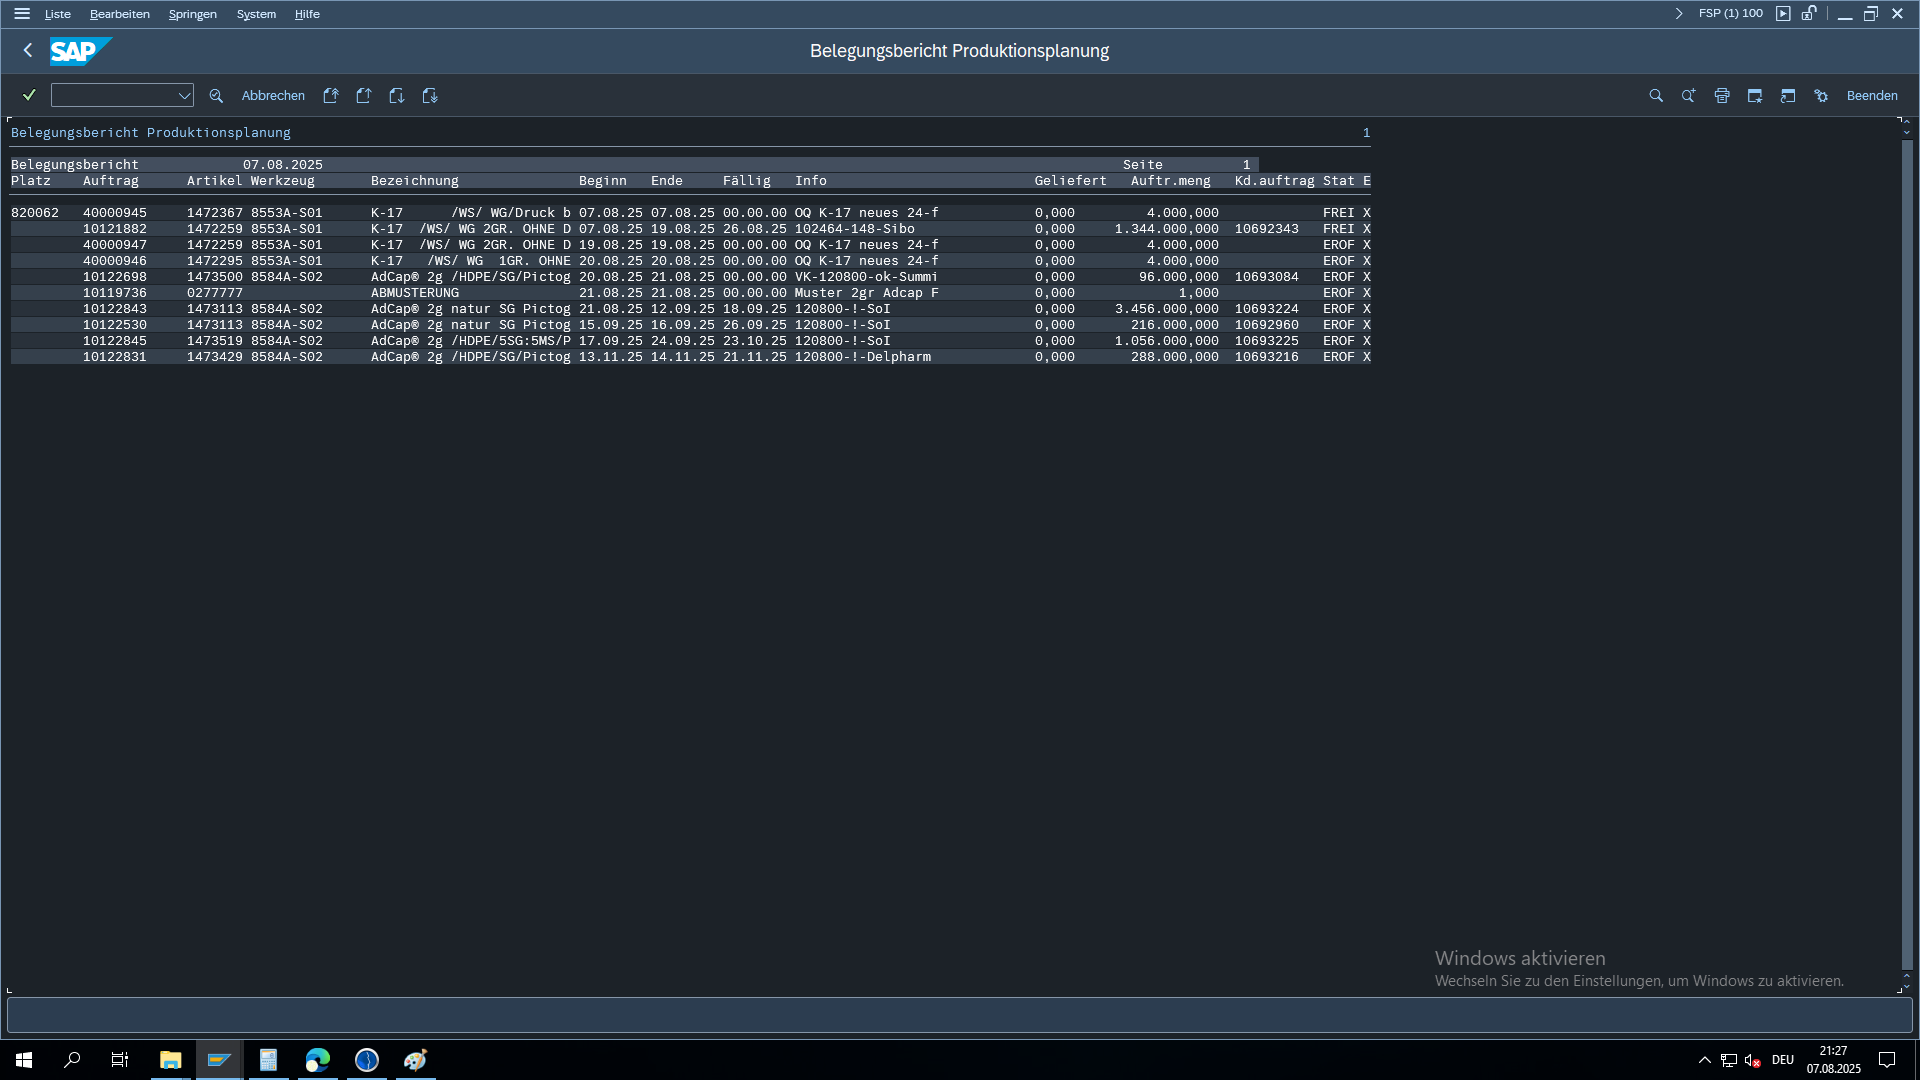 Liste Bearbeiten Springen System Hilfe FSP (1) 100
SAP Belegungsbericht Produktionsplanung
Abbrechen Beenden
Belegungsbericht Produktionsplanung 1
Belegungsbericht 07.08.2025 Seite 1
Platz Auftrag Artikel Werkzeug Bezeichnung Beginn Ende Fällig Info Geliefert Auftr.meng Kd.auftrag Stat E
820062 40000945 1472367 8553A-S01 K-17 /WS/ WG/Druck b 07.08.25 07.08.25 00.00.00 OQ K-17 neues 24-f 0,000 4.000,000 FREI X
10121882 1472259 8553A-S01 K-17 /WS/ WG 2GR. OHNE D 07.08.25 19.08.25 26.08.25 102464-148-Sibo 0,000 1.344.000,000 10692343 FREI X
40000947 1472259 8553A-S01 K-17 /WS/ WG 2GR. OHNE D 19.08.25 19.08.25 00.00.00 OQ K-17 neues 24-f 0,000 4.000,000 EROF X
40000946 1472295 8553A-S01 K-17 /WS/ WG 1GR. OHNE 20.08.25 20.08.25 00.00.00 OQ K-17 neues 24-f 0,000 4.000,000 EROF X
10122698 1473500 8584A-S02 AdCap® 2g /HDPE/SG/Pictog 20.08.25 21.08.25 00.00.00 VK-120800-ok-Summi 0,000 96.000,000 10693084 EROF X
10119736 0277777 ABMUSTERUNG 21.08.25 21.08.25 00.00.00 Muster 2gr Adcap F 0,000 1,000 EROF X
10122843 1473113 8584A-S02 AdCap® 2g natur SG Pictog 21.08.25 12.09.25 18.09.25 120800-!-SoI 0,000 3.456.000,000 10693224 EROF X
10122530 1473113 8584A-S02 AdCap® 2g natur SG Pictog 15.09.25 16.09.25 26.09.25 120800-!-SoI 0,000 216.000,000 10692960 EROF X
10122845 1473519 8584A-S02 AdCap® 2g /HDPE/5SG:5MS/P 17.09.25 24.09.25 23.10.25 120800-!-SoI 0,000 1.056.000,000 10693225 EROF X
10122831 1473429 8584A-S02 AdCap® 2g /HDPE/SG/Pictog 13.11.25 14.11.25 21.11.25 120800-!-Delpharm 0,000 288.000,000 10693216 EROF X
Windows aktivieren
Wechseln Sie zu den Einstellungen, um Windows zu aktivieren.
DEU 21:27
07.08.2025